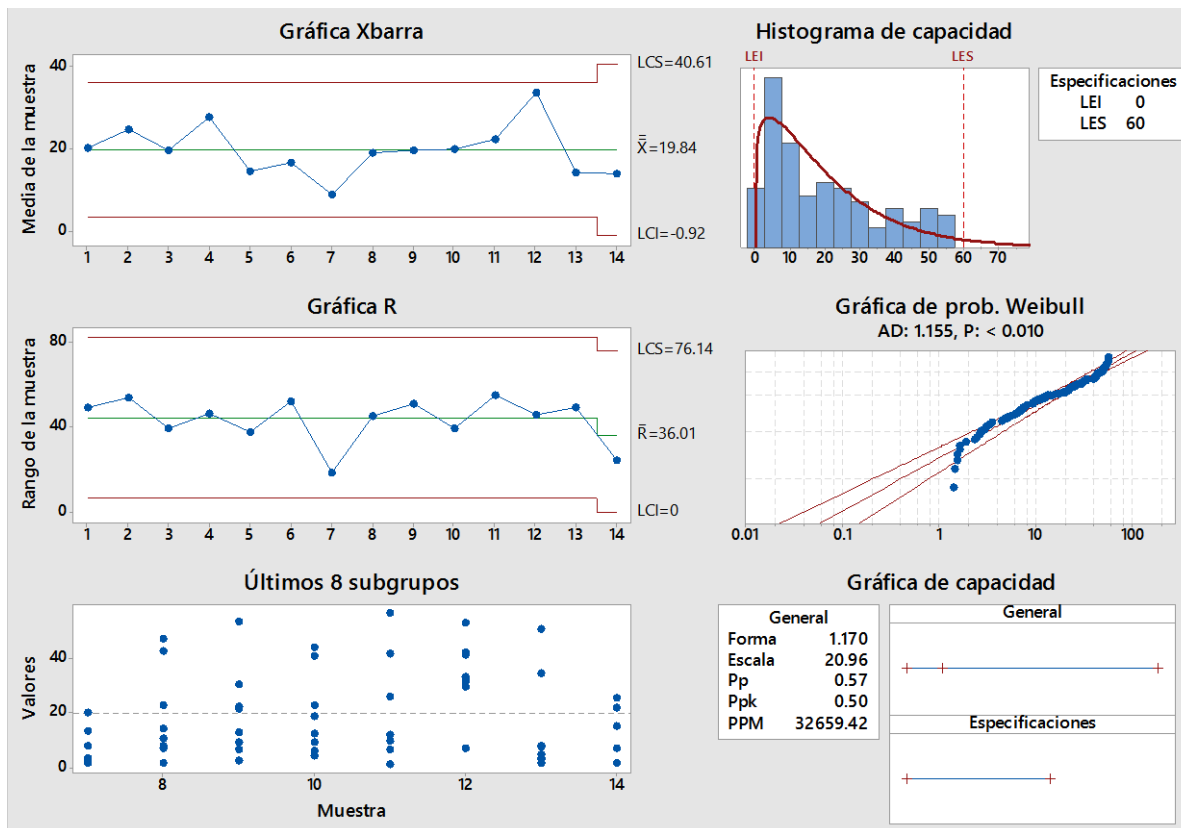 Gráfica Xbarra
Media de la muestra
40
20
0
LCS=40.61
X=19.84
LCI=-0.92
1 2 3 4 5 6 7 8 9 10 11 12 13 14
Histograma de capacidad
LEI LES
0 10 20 30 40 50 60 70
Especificaciones
LEI 0
LES 60
Gráfica R
Rango de la muestra
80
40
0
LCS=76.14
R=36.01
LCI=0
1 2 3 4 5 6 7 8 9 10 11 12 13 14
Gráfica de prob. Weibull
AD: 1.155, P: < 0.010
0.01 0.1 1 10 100
Últimos 8 subgrupos
Valores
40
20
0
8 10 12 14
Muestra
Gráfica de capacidad
General
Forma 1.170
Escala 20.96
Pp 0.57
Ppk 0.50
PPM 32659.42
General
Especificaciones